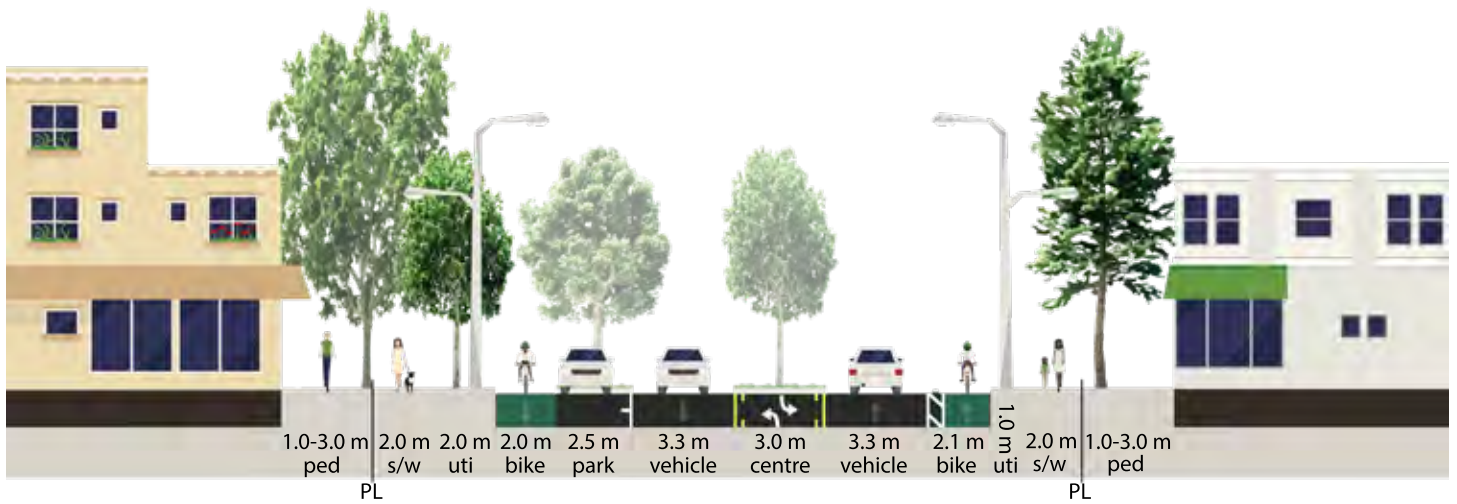 1.0-3.0 m 2.0 m 2.0 m 2.0 m 2.5 m 3.3 m 3.0 m 3.3 m 2.1 m 1.0 m uti 2.0 m 1.0-3.0 m
ped s/w uti bike park vehicle centre vehicle bike s/w ped
PL PL